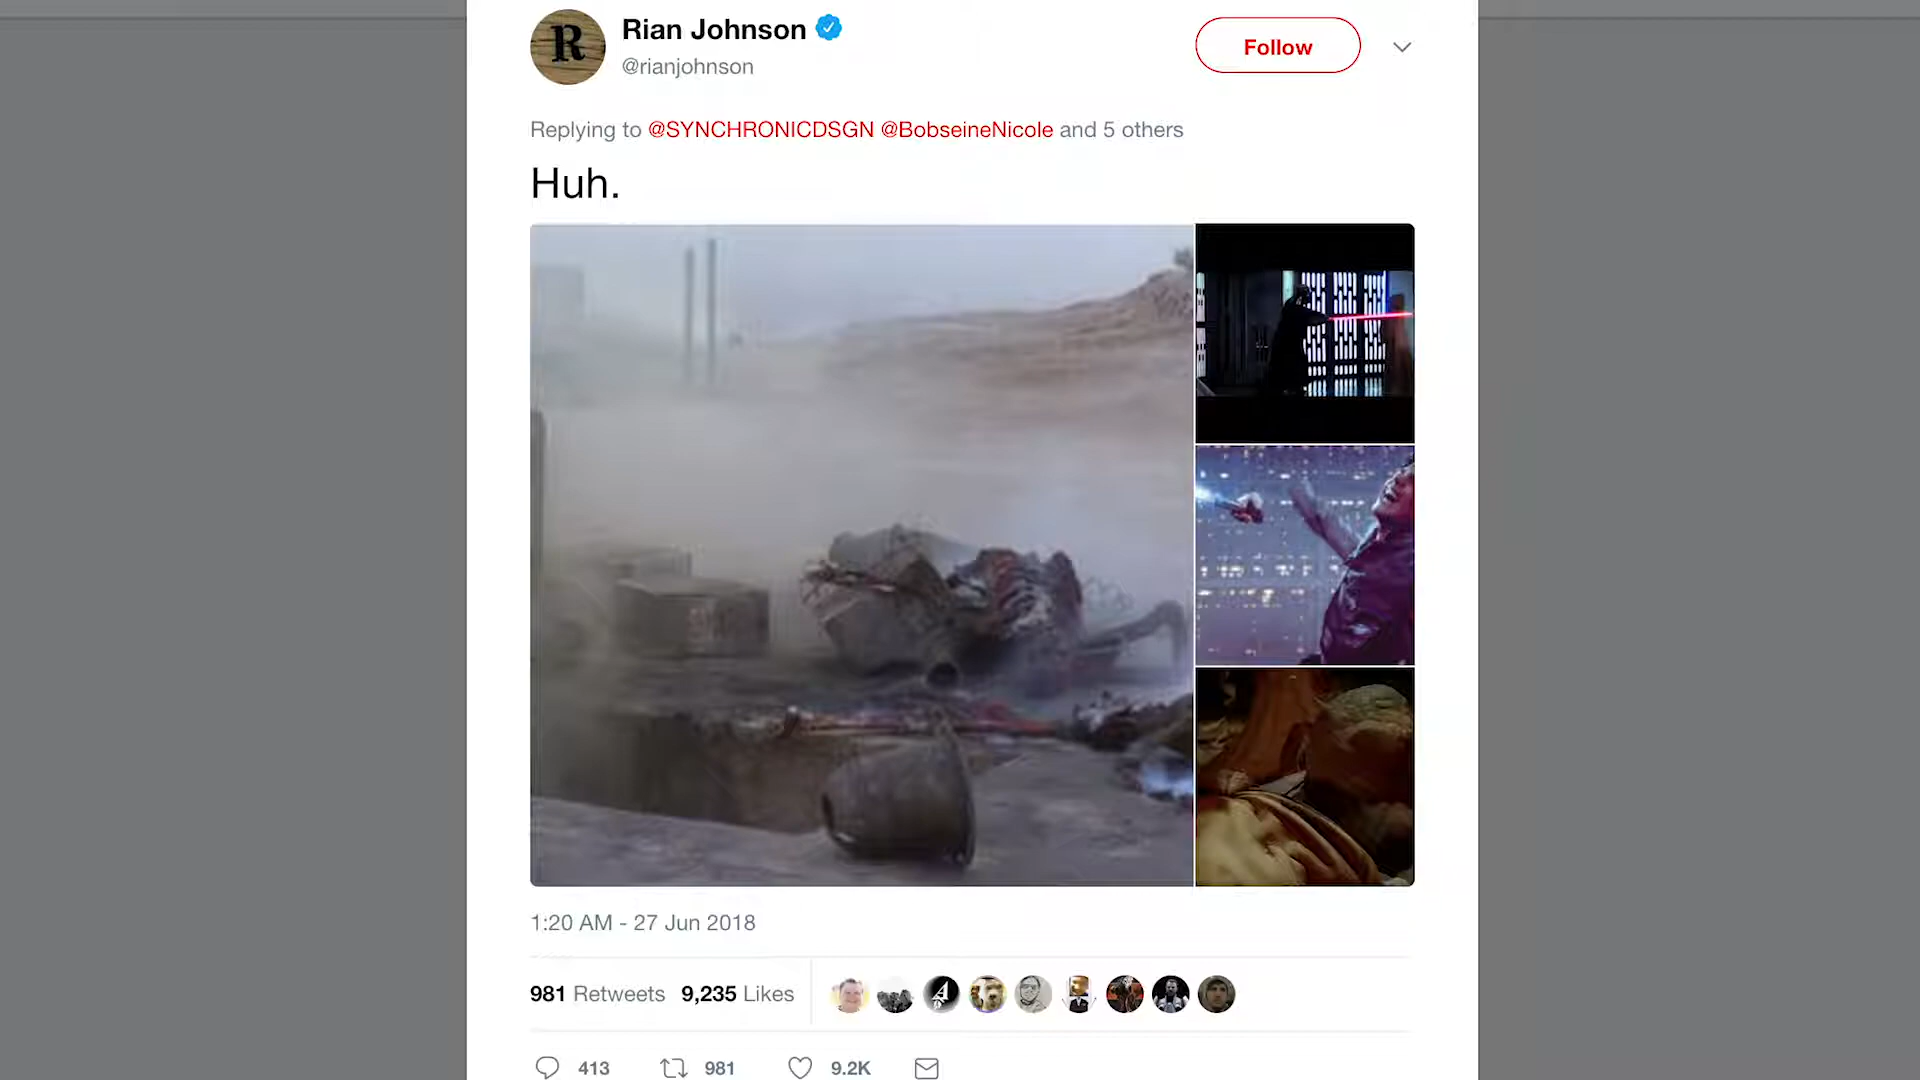 R
Rian Johnson
@rianjohnson
Follow
Replying to @SYNCHRONICDSGN @BobseineNicole and 5 others
Huh.
1:20 AM - 27 Jun 2018
981 Retweets 9,235 Likes
413 981 9.2K